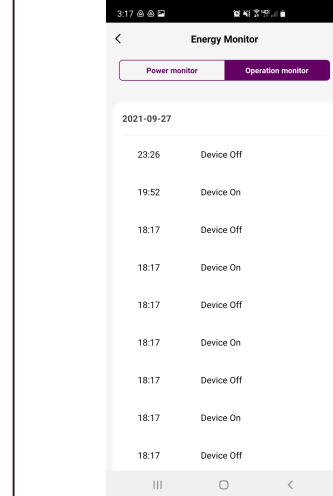 3:17
Energy Monitor
Power monitor Operation monitor
2021-09-27
23:26 Device Off
19:52 Device On
18:17 Device Off
18:17 Device On
18:17 Device Off
18:17 Device On
18:17 Device Off
18:17 Device On
18:17 Device Off